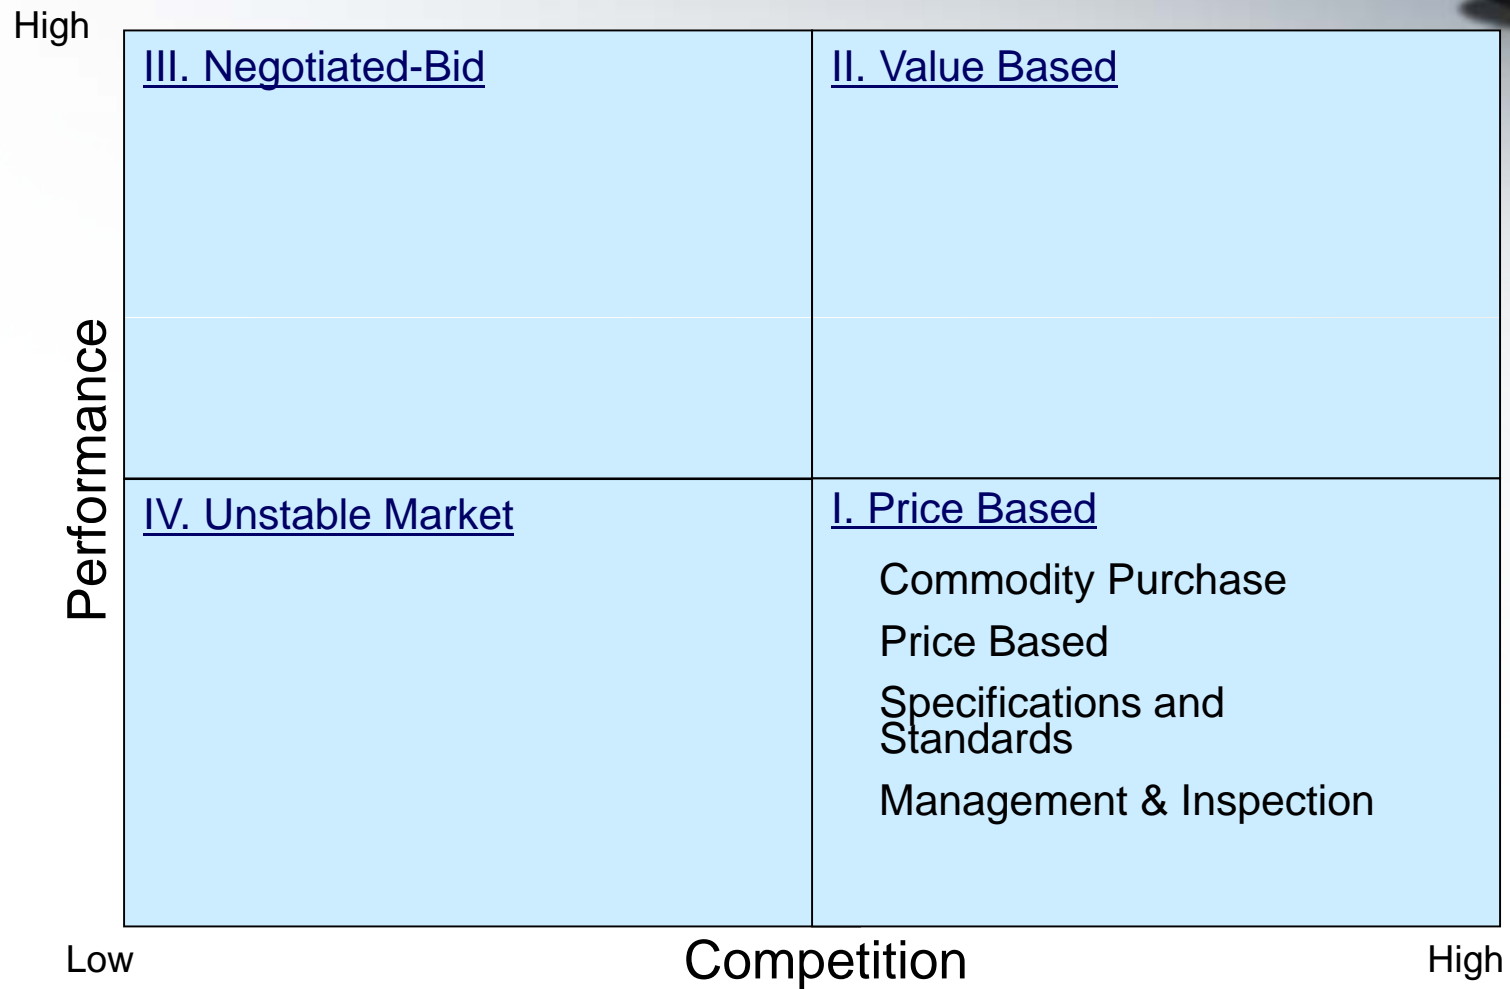 High
III. Negotiated-Bid
II. Value Based
Performance
IV. Unstable Market
I. Price Based
Commodity Purchase
Price Based
Specifications and
Standards
Management & Inspection
Low
Competition
High